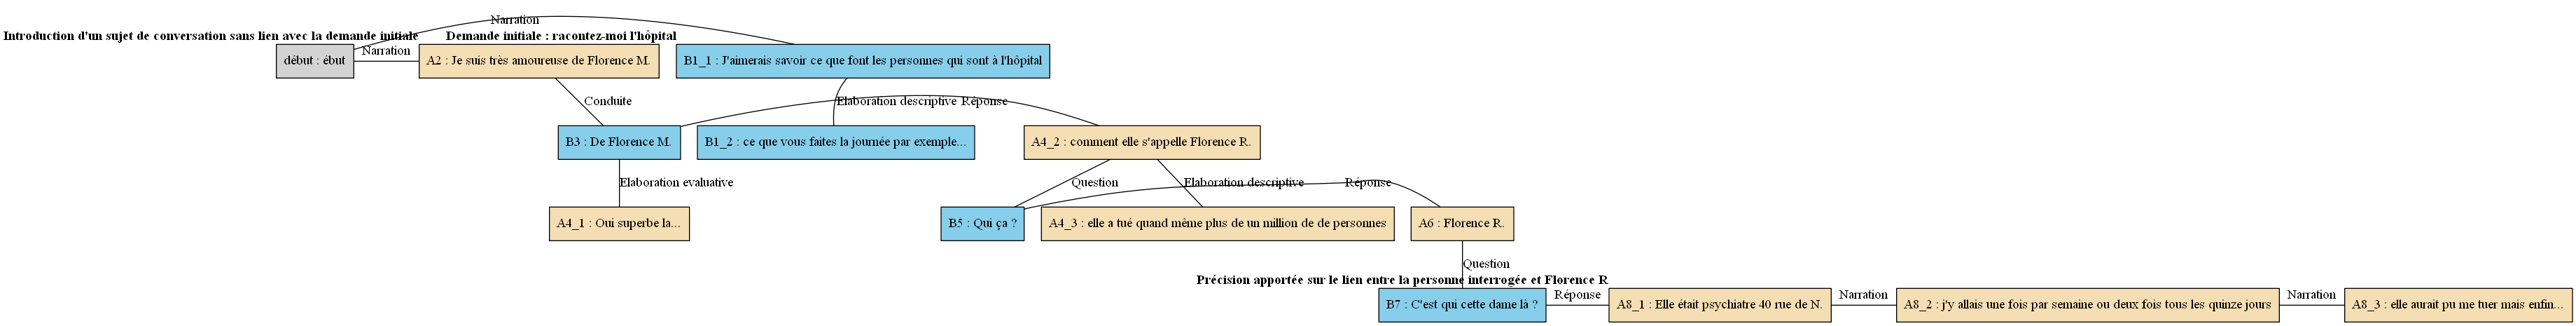 Narration
Introduction d'un sujet de conversation sans lien avec la demande initiale
Demande initiale : racontez-moi l'hôpital
Narration
début : ébut
A2 : Je suis très amoureuse de Florence M.
B1_1 : J'aimerais savoir ce que font les personnes qui sont à l'hôpital
Conduite
Elaboration descriptive
Réponse
B3 : De Florence M.
B1_2 : ce que vous faites la journée par exemple...
A4_2 : comment elle s'appelle Florence R.
Elaboration evaluative
Question
Elaboration descriptive
Réponse
A4_1 : Oui superbe la...
B5 : Qui ça ?
A4_3 : elle a tué quand même plus de un million de de personnes
A6 : Florence R.
Question
Précision apportée sur le lien entre la personne interrogée et Florence R
B7 : C'est qui cette dame là ?
Réponse
A8_1 : Elle était psychiatre 40 rue de N.
Narration
A8_2 : j'y allais une fois par semaine ou deux fois tous les quinze jours
Narration
A8_3 : elle aurait pu me tuer mais enfin...